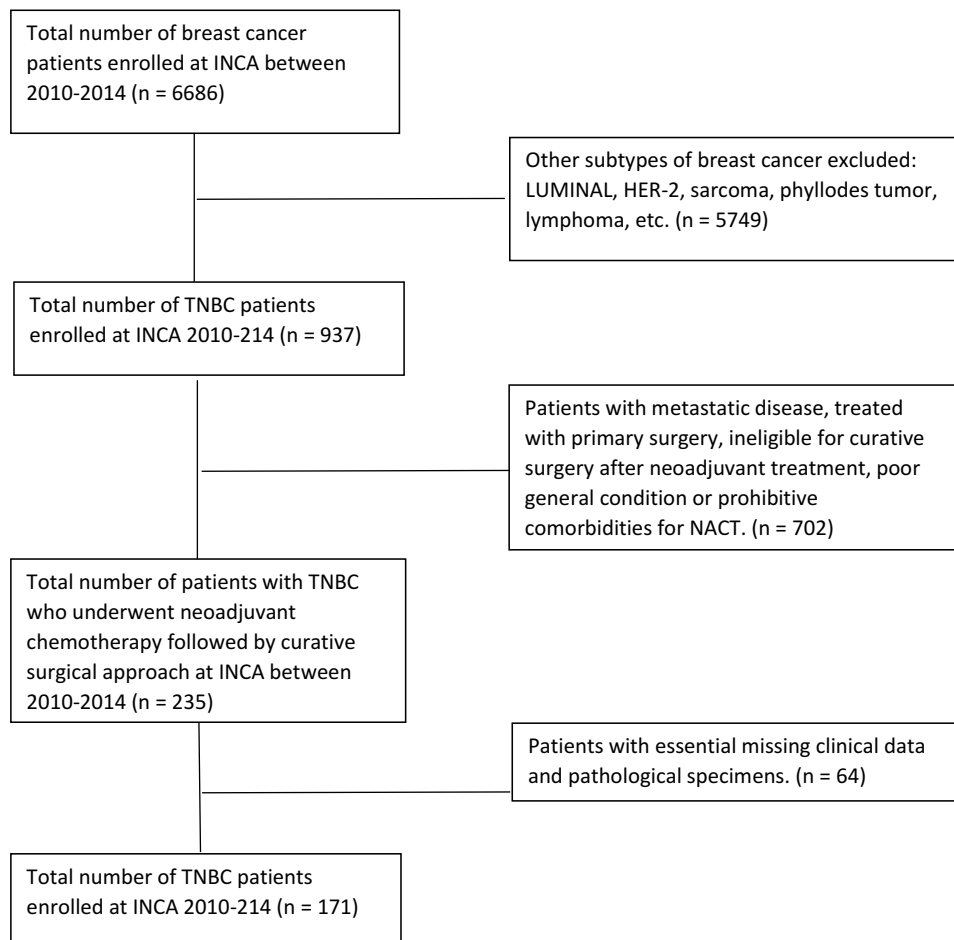 Total number of breast cancer
patients enrolled at INCA between
2010-2014 (n = 6686)
Other subtypes of breast cancer excluded:
LUMINAL, HER-2, sarcoma, phyllodes tumor,
lymphoma, etc. (n = 5749)
Total number of TNBC patients
enrolled at INCA 2010-214 (n = 937)
Patients with metastatic disease, treated
with primary surgery, ineligible for curative
surgery after neoadjuvant treatment, poor
general condition or prohibitive
comorbidities for NACT. (n = 702)
Total number of patients with TNBC
who underwent neoadjuvant
chemotherapy followed by curative
surgical approach at INCA between
2010-2014 (n = 235)
Patients with essential missing clinical data
and pathological specimens. (n = 64)
Total number of TNBC patients
enrolled at INCA 2010-214 (n = 171)